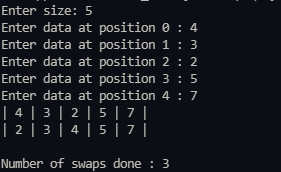 Enter size: 5
Enter data at position 0 : 4
Enter data at position 1 : 3
Enter data at position 2 : 2
Enter data at position 3 : 5
Enter data at position 4 : 7
| 4 | 3 | 2 | 5 | 7 |
| 2 | 3 | 4 | 5 | 7 |
Number of swaps done : 3